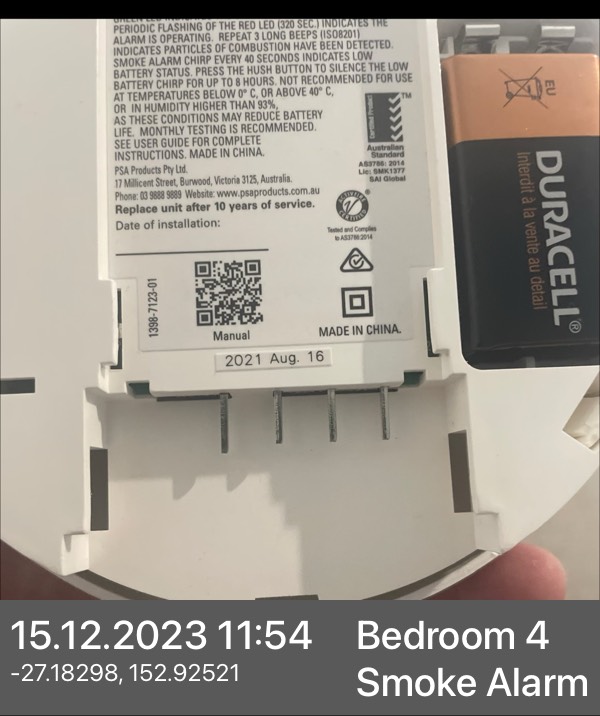 PERIODIC FLASHING OF THE RED LED (320 SEC.) INDICATES THE
ALARM IS OPERATING. REPEAT 3 LONG BEEPS (ISO8201)
INDICATES PARTICLES OF COMBUSTION HAVE BEEN DETECTED.
SMOKE ALARM CHIRP EVERY 40 SECONDS INDICATES LOW
BATTERY STATUS. PRESS THE HUSH BUTTON TO SILENCE THE LOW
BATTERY CHIRP FOR UP TO 8 HOURS. NOT RECOMMENDED FOR USE
AT TEMPERATURES BELOW 0° C, OR ABOVE 40° C,
OR IN HUMIDITY HIGHER THAN 93%,
AS THESE CONDITIONS MAY REDUCE BATTERY
LIFE. MONTHLY TESTING IS RECOMMENDED.
SEE USER GUIDE FOR COMPLETE
INSTRUCTIONS. MADE IN CHINA.
PSA Products Pty Ltd.
17 Millicent Street, Burwood, Victoria 3125, Australia.
Phone: 03 9888 9889 Website: www.psaproducts.com.au
Replace unit after 10 years of service.
Date of installation:
Certified Product
TM
Australian
Standard
AS3786: 2014
Lic: SMK1377
SAI Global
®
Tested and Complies
to AS3786:2014
1398-7123-01
Manual
MADE IN CHINA.
2021 Aug. 16
EU
DURACELL®
Interdit à la vente au détail
15.12.2023 11:54
-27.18298, 152.92521
Bedroom 4
Smoke Alarm